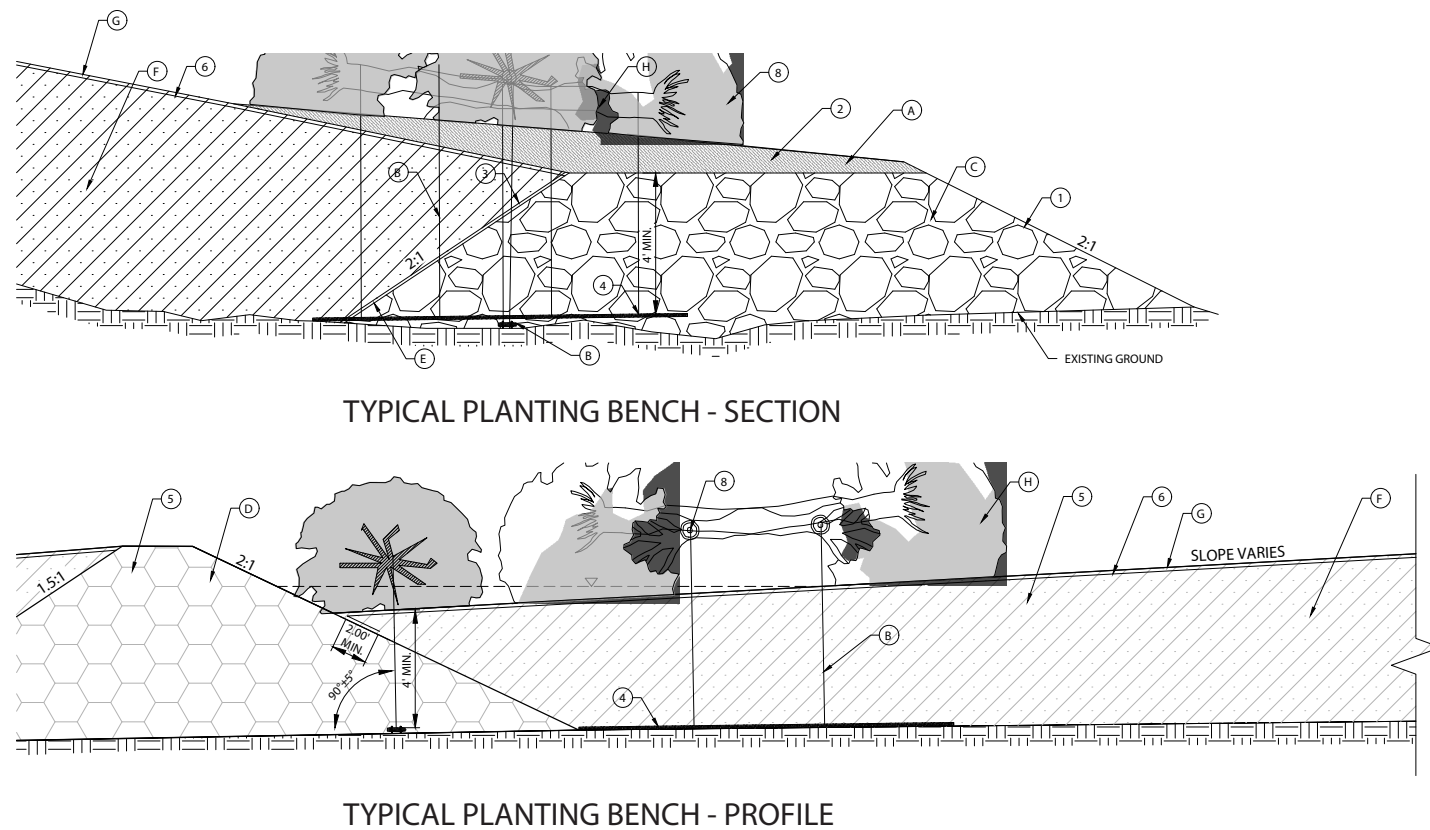 G
F
6
H
8
2
A
B
3
C
1
2:1
4' MIN.
2:1
4
E
B
EXISTING GROUND
TYPICAL PLANTING BENCH - SECTION
5
D
8
H
5
6
G
F
SLOPE VARIES
2:1
1.5:1
2.00'
MIN.
4' MIN.
90°±5°
B
4
TYPICAL PLANTING BENCH - PROFILE